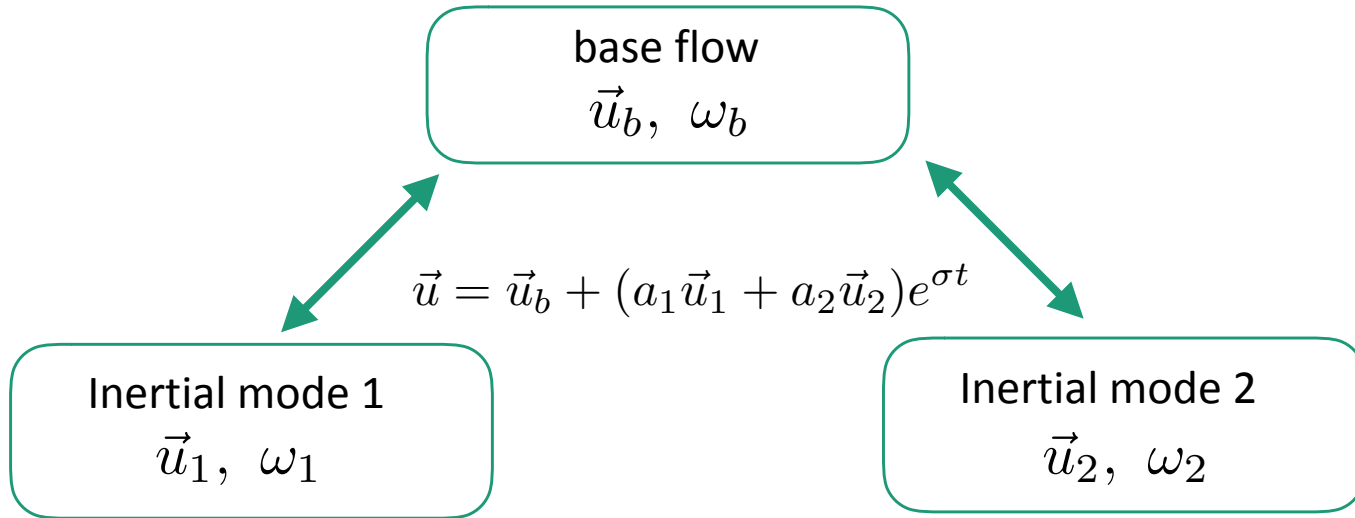 base flow
$\vec{u}_b,\ \omega_b$
$\vec{u} = \vec{u}_b + (a_1\vec{u}_1 + a_2\vec{u}_2)e^{\sigma t}$
Inertial mode 1
$\vec{u}_1,\ \omega_1$
Inertial mode 2
$\vec{u}_2,\ \omega_2$